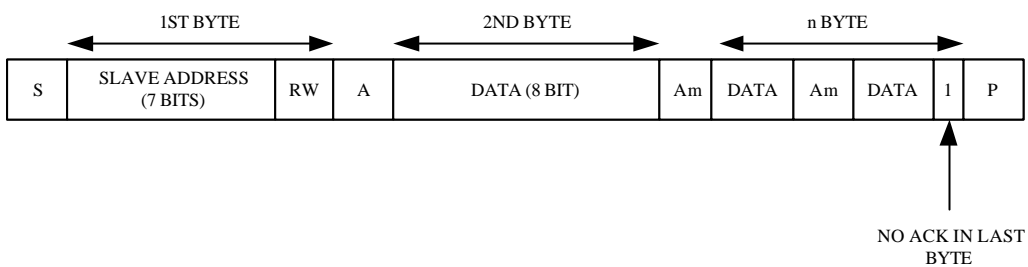 1ST BYTE
2ND BYTE
n BYTE
S
SLAVE ADDRESS
(7 BITS)
RW
A
DATA (8 BIT)
Am
DATA
Am
DATA
1
P
NO ACK IN LAST
BYTE